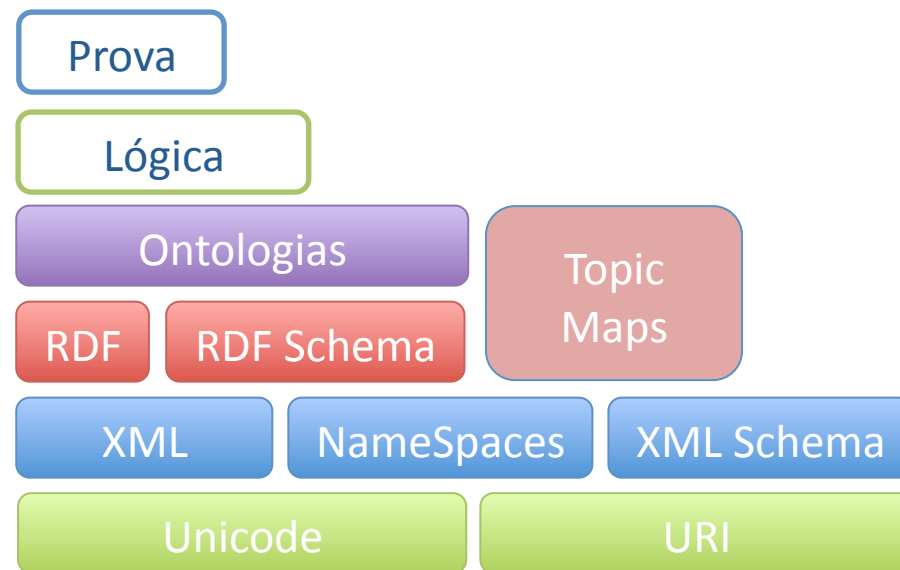 Prova
Lógica
Ontologias
Topic
Maps
RDF
RDF Schema
XML
NameSpaces
XML Schema
Unicode
URI